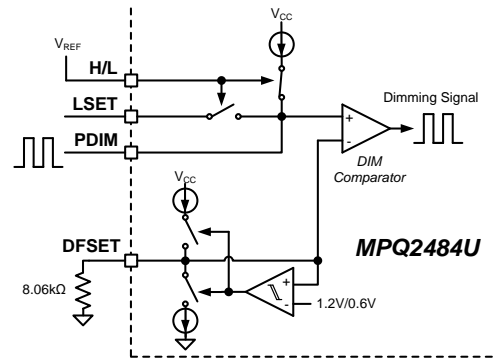 VCC
VREF
H/L
LSET
PDIM
Dimming Signal
+
-
DIM
Comparator
VCC
DFSET
MPQ2484U
8.06kΩ
+
-
1.2V/0.6V